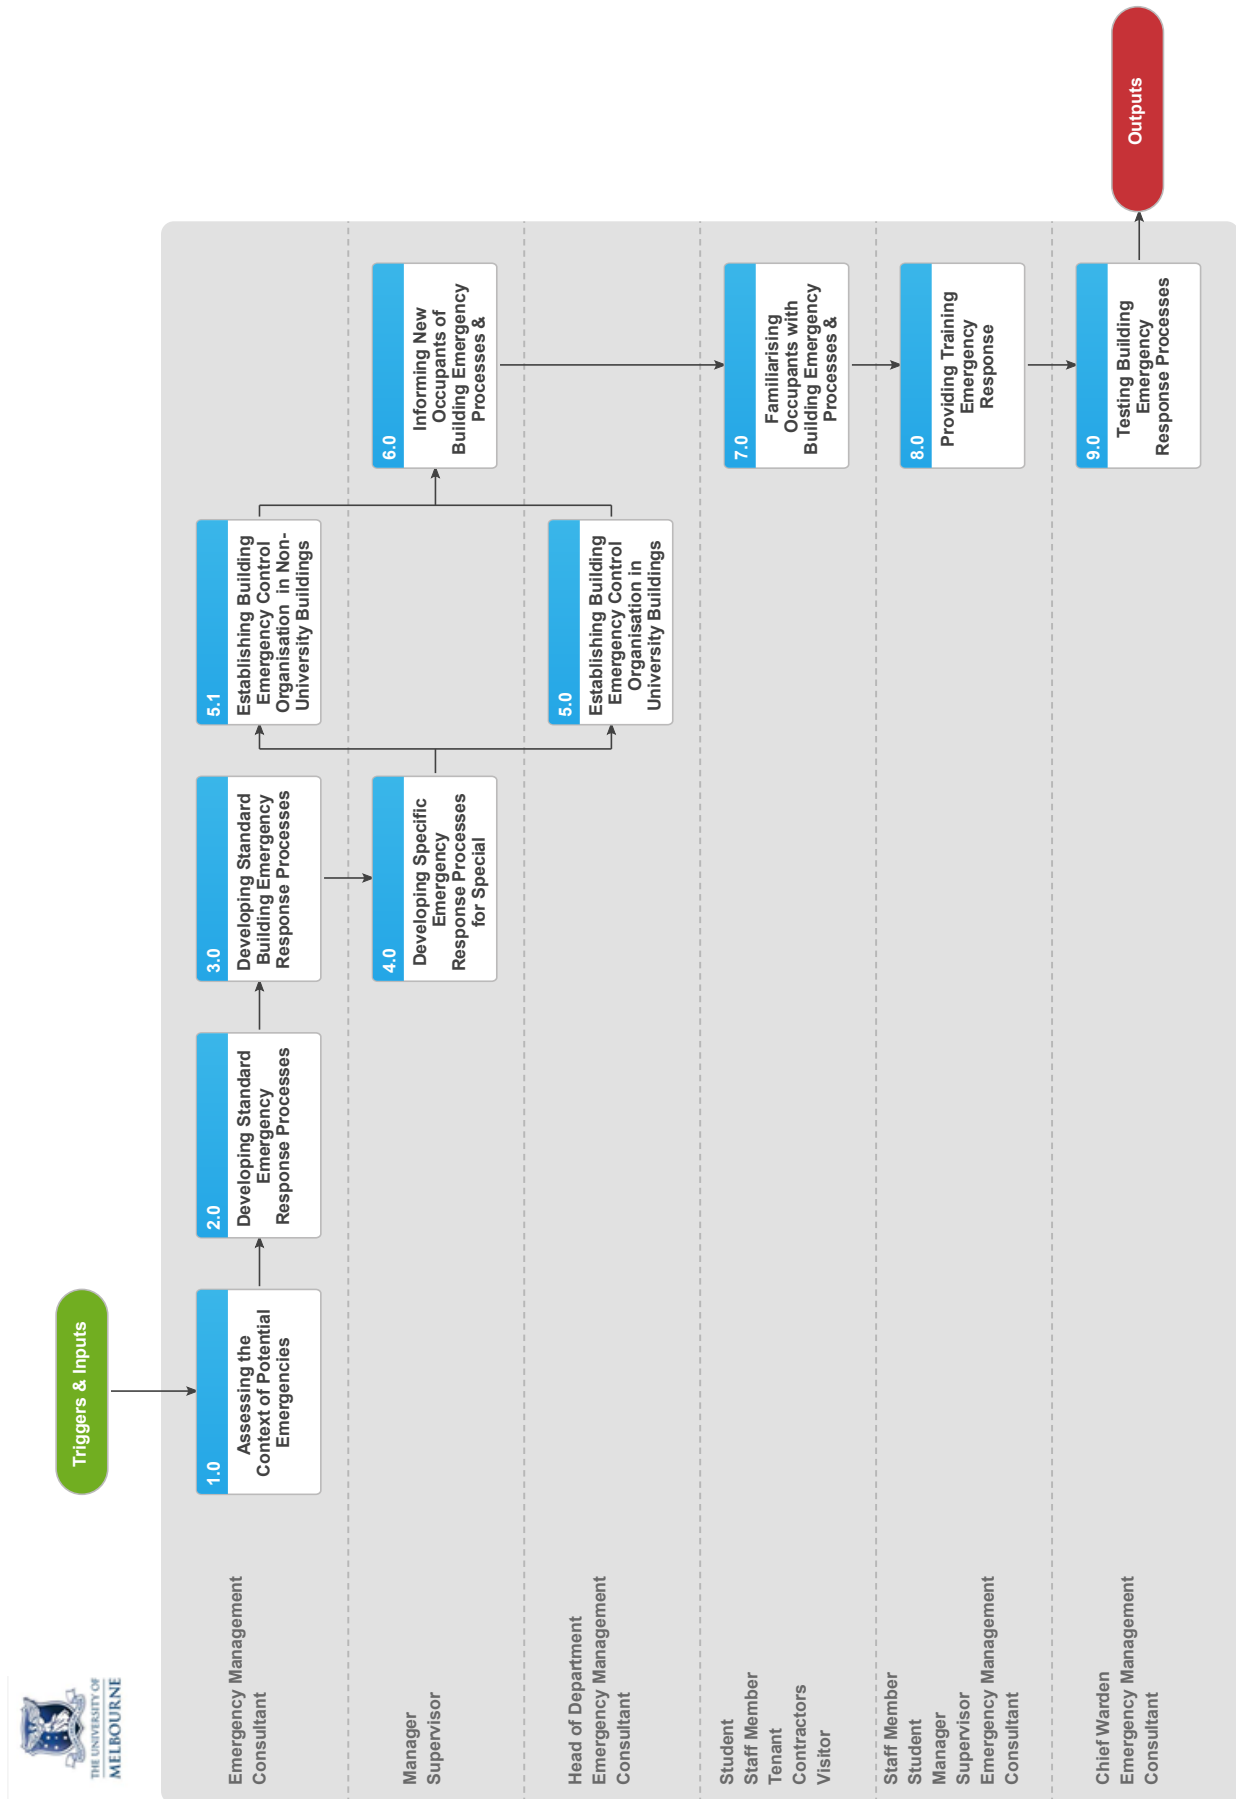 THE UNIVERSITY OF
MELBOURNE
Triggers & Inputs
Emergency Management
Consultant
1.0
Assessing the
Context of Potential
Emergencies
2.0
Developing Standard
Emergency
Response Processes
3.0
Developing Standard
Building Emergency
Response Processes
5.1
Establishing Building
Emergency Control
Organisation in Non-
University Buildings
Manager
Supervisor
4.0
Developing Specific
Emergency
Response Processes
for Special
6.0
Informing New
Occupants of
Building Emergency
Processes &
Head of Department
Emergency Management
Consultant
5.0
Establishing Building
Emergency Control
Organisation in
University Buildings
Student
Staff Member
Tenant
Contractors
Visitor
7.0
Familiarising
Occupants with
Building Emergency
Processes &
Staff Member
Student
Manager
Supervisor
Emergency Management
Consultant
8.0
Providing Training
Emergency
Response
Chief Warden
Emergency Management
Consultant
9.0
Testing Building
Emergency
Response Processes
Outputs